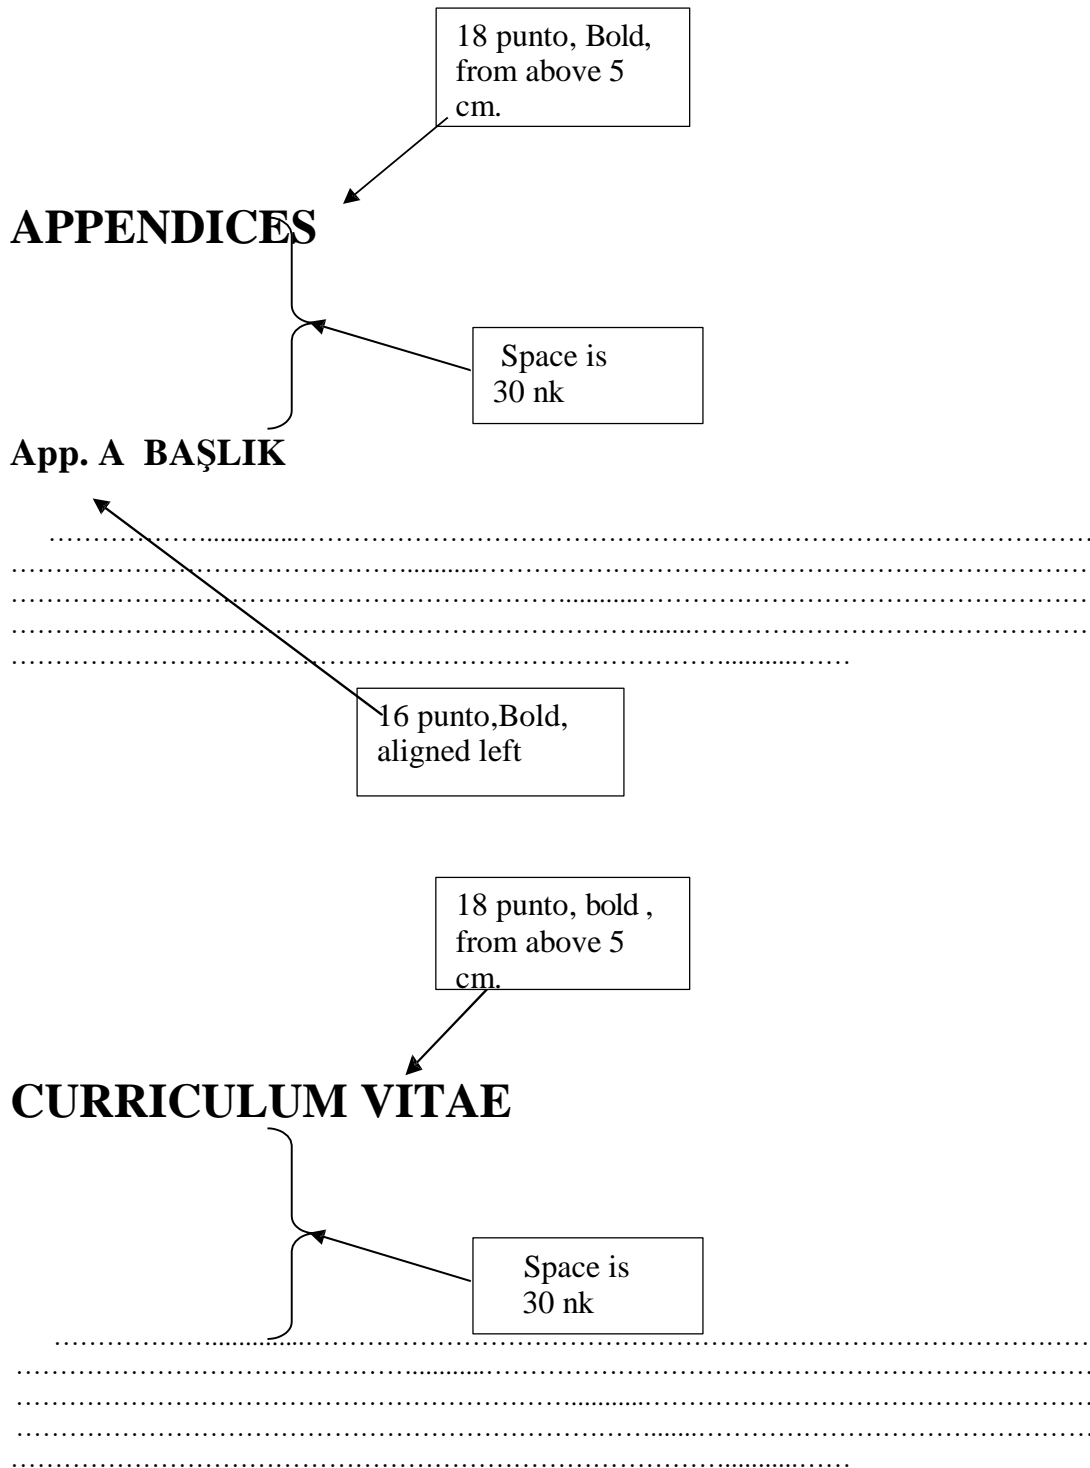 18 punto, Bold,
from above 5
cm.
APPENDICES
Space is
30 nk
App. A  BAŞLIK
………………..............………………………………………………………………………………
………………………………………...........……………………………………………………………
…………………………………………………………...........…………………………………………
…………………………………………………………………….......…………………………………
………………………………………………………………………...........……
16 punto,Bold,
aligned left
18 punto, bold ,
from above 5
cm.
CURRICULUM VITAE
Space is
30 nk
………………..............………………………………………………………………………………
………………………………………...........……………………………………………………………
…………………………………………………………...........…………………………………………
…………………………………………………………………….......…………………………………
………………………………………………………………………...........……